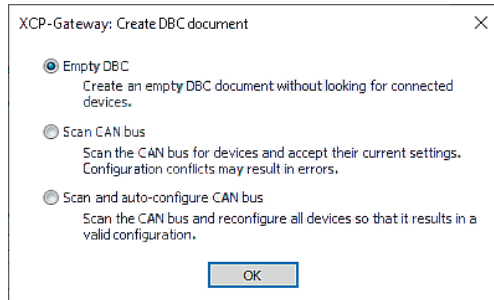 XCP-Gateway: Create DBC document
Empty DBC
Create an empty DBC document without looking for connected
devices.
Scan CAN bus
Scan the CAN bus for devices and accept their current settings.
Configuration conflicts may result in errors.
Scan and auto-configure CAN bus
Scan the CAN bus and reconfigure all devices so that it results in a
valid configuration.
OK